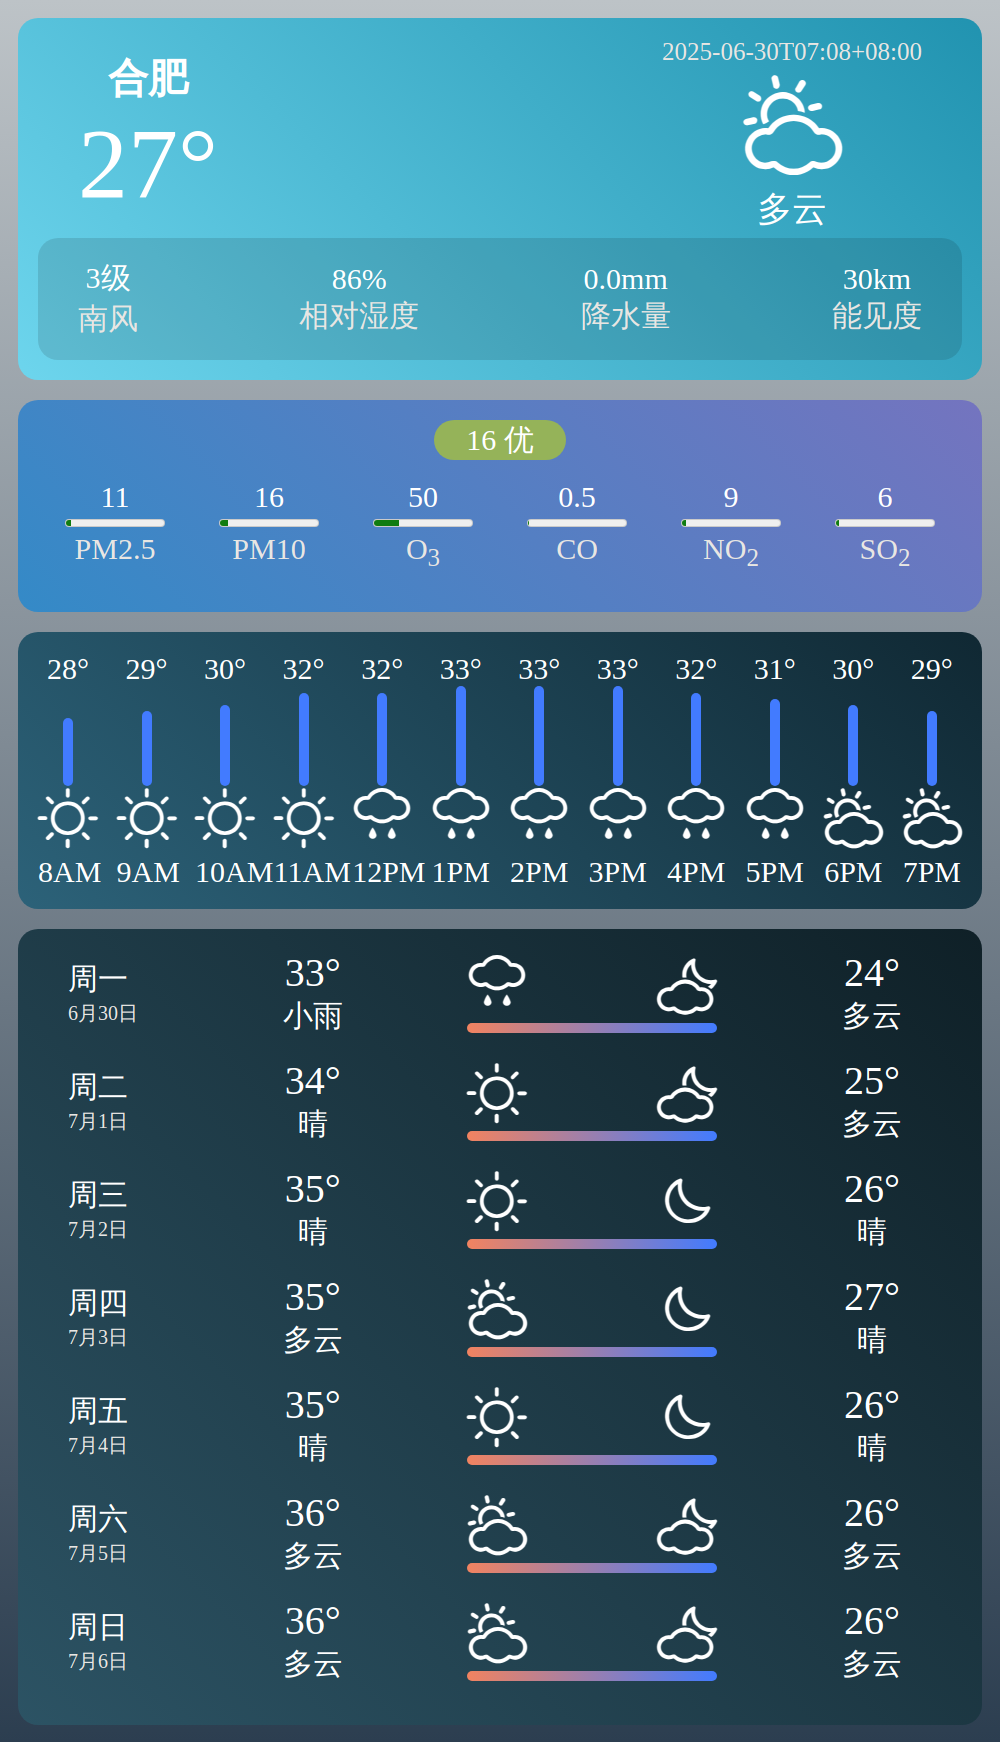 合肥
2025-06-30T07:08+08:00
27°
多云
3级 86% 0.0mm 30km
南风 相对湿度 降水量 能见度
16 优
11 16 50 0.5 9 6
PM2.5 PM10 O3 CO NO2 SO2
28° 29° 30° 32° 32° 33° 33° 33° 32° 31° 30° 29°
8AM 9AM 10AM 11AM 12PM 1PM 2PM 3PM 4PM 5PM 6PM 7PM
周一 33° 24°
6月30日 小雨 多云
周二 34° 25°
7月1日 晴 多云
周三 35° 26°
7月2日 晴 晴
周四 35° 27°
7月3日 多云 晴
周五 35° 26°
7月4日 晴 晴
周六 36° 26°
7月5日 多云 多云
周日 36° 26°
7月6日 多云 多云